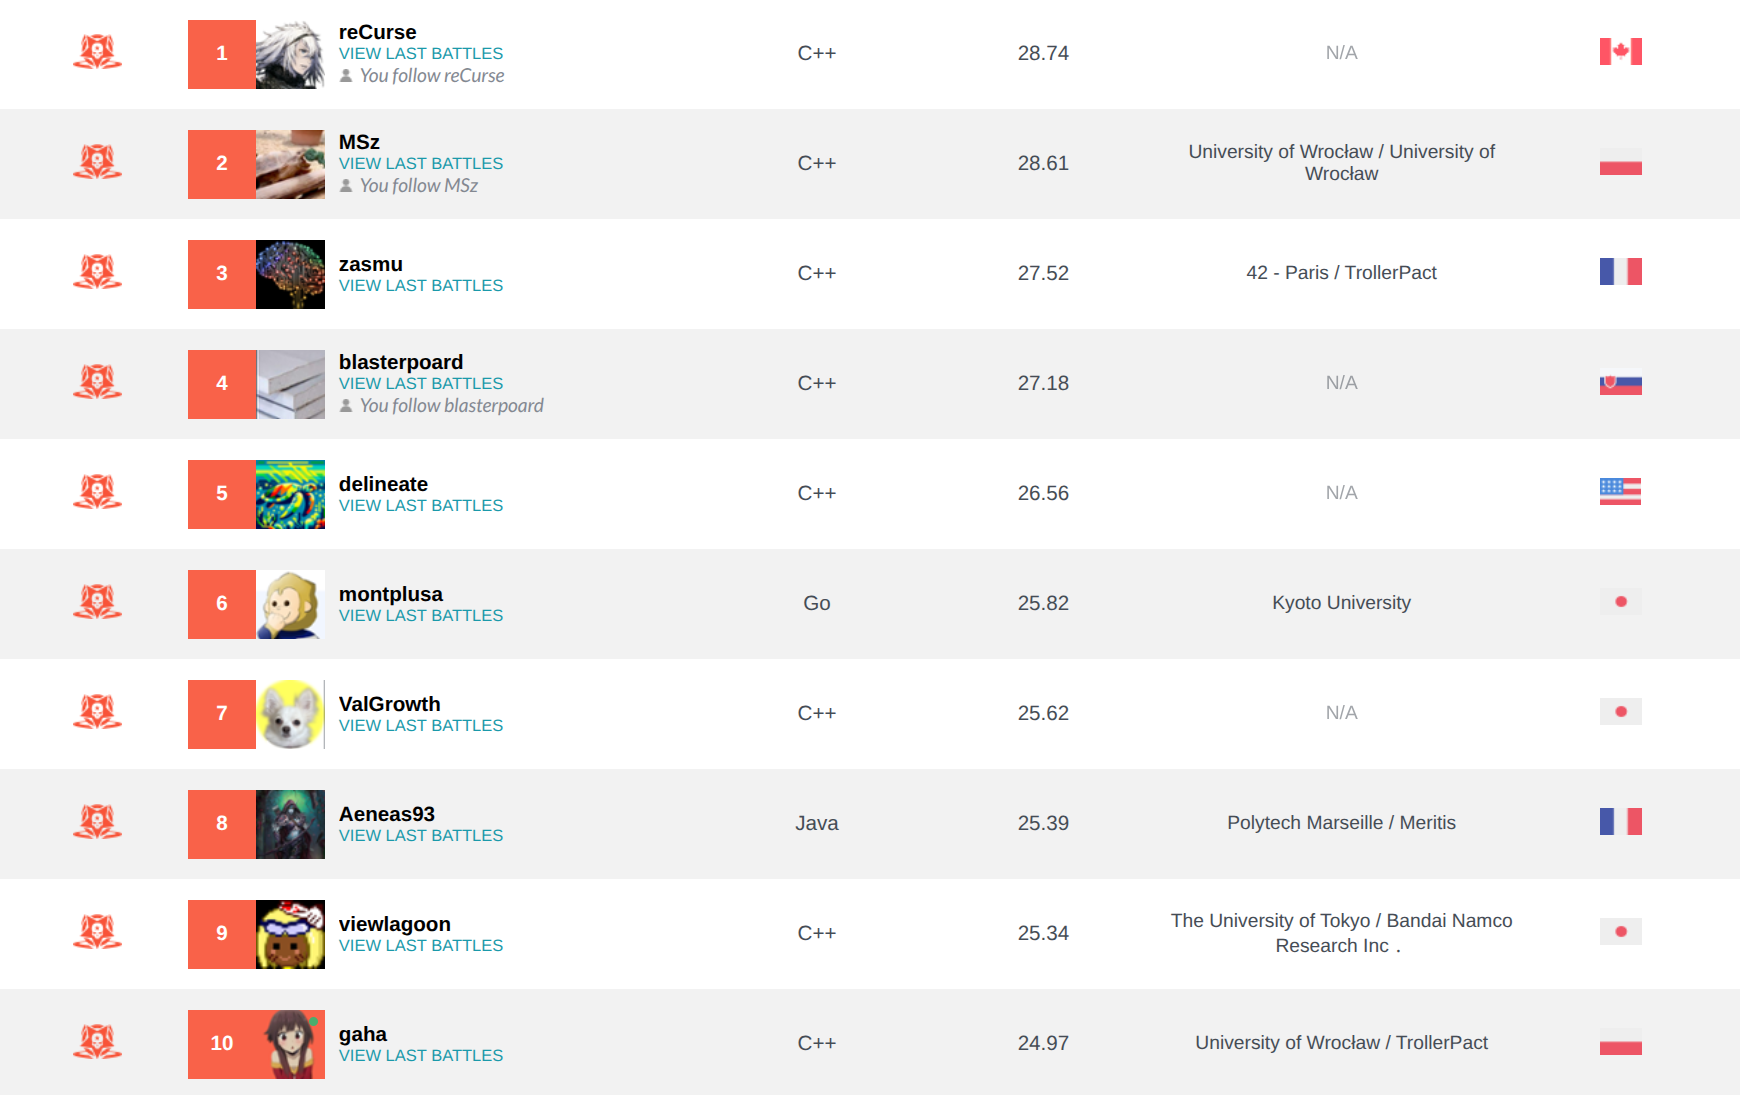 1
reCurse
VIEW LAST BATTLES
You follow reCurse
C++
28.74
N/A
2
MSz
VIEW LAST BATTLES
You follow MSz
C++
28.61
University of Wrocław / University of
Wrocław
3
zasmu
VIEW LAST BATTLES
C++
27.52
42 - Paris / TrollerPact
4
blasterpoard
VIEW LAST BATTLES
You follow blasterpoard
C++
27.18
N/A
5
delineate
VIEW LAST BATTLES
C++
26.56
N/A
6
montplusa
VIEW LAST BATTLES
Go
25.82
Kyoto University
7
ValGrowth
VIEW LAST BATTLES
C++
25.62
N/A
8
Aeneas93
VIEW LAST BATTLES
Java
25.39
Polytech Marseille / Meritis
9
viewlagoon
VIEW LAST BATTLES
C++
25.34
The University of Tokyo / Bandai Namco
Research Inc．
10
gaha
VIEW LAST BATTLES
C++
24.97
University of Wrocław / TrollerPact